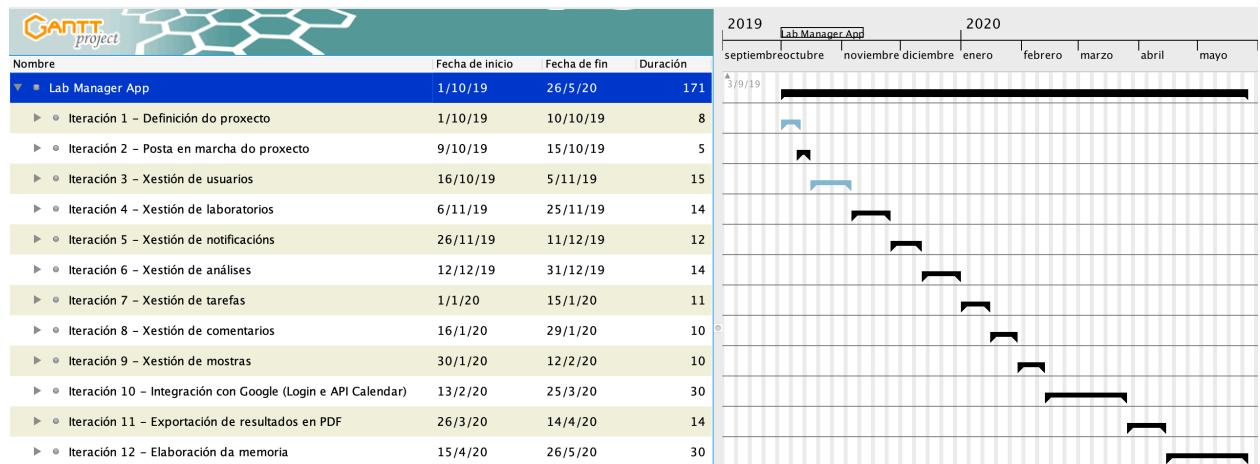 GANTT
project
2019 2020
Lab Manager App
septiembre octubre noviembre diciembre enero febrero marzo abril mayo
Nombre Fecha de inicio Fecha de fin Duración
3/9/19
Lab Manager App 1/10/19 26/5/20 171
Iteración 1 – Definición do proxecto 1/10/19 10/10/19 8
Iteración 2 – Posta en marcha do proxecto 9/10/19 15/10/19 5
Iteración 3 – Xestión de usuarios 16/10/19 5/11/19 15
Iteración 4 – Xestión de laboratorios 6/11/19 25/11/19 14
Iteración 5 – Xestión de notificacións 26/11/19 11/12/19 12
Iteración 6 – Xestión de análises 12/12/19 31/12/19 14
Iteración 7 – Xestión de tarefas 1/1/20 15/1/20 11
Iteración 8 – Xestión de comentarios 16/1/20 29/1/20 10
Iteración 9 – Xestión de mostras 30/1/20 12/2/20 10
Iteración 10 – Integración con Google (Login e API Calendar) 13/2/20 25/3/20 30
Iteración 11 – Exportación de resultados en PDF 26/3/20 14/4/20 14
Iteración 12 – Elaboración da memoria 15/4/20 26/5/20 30